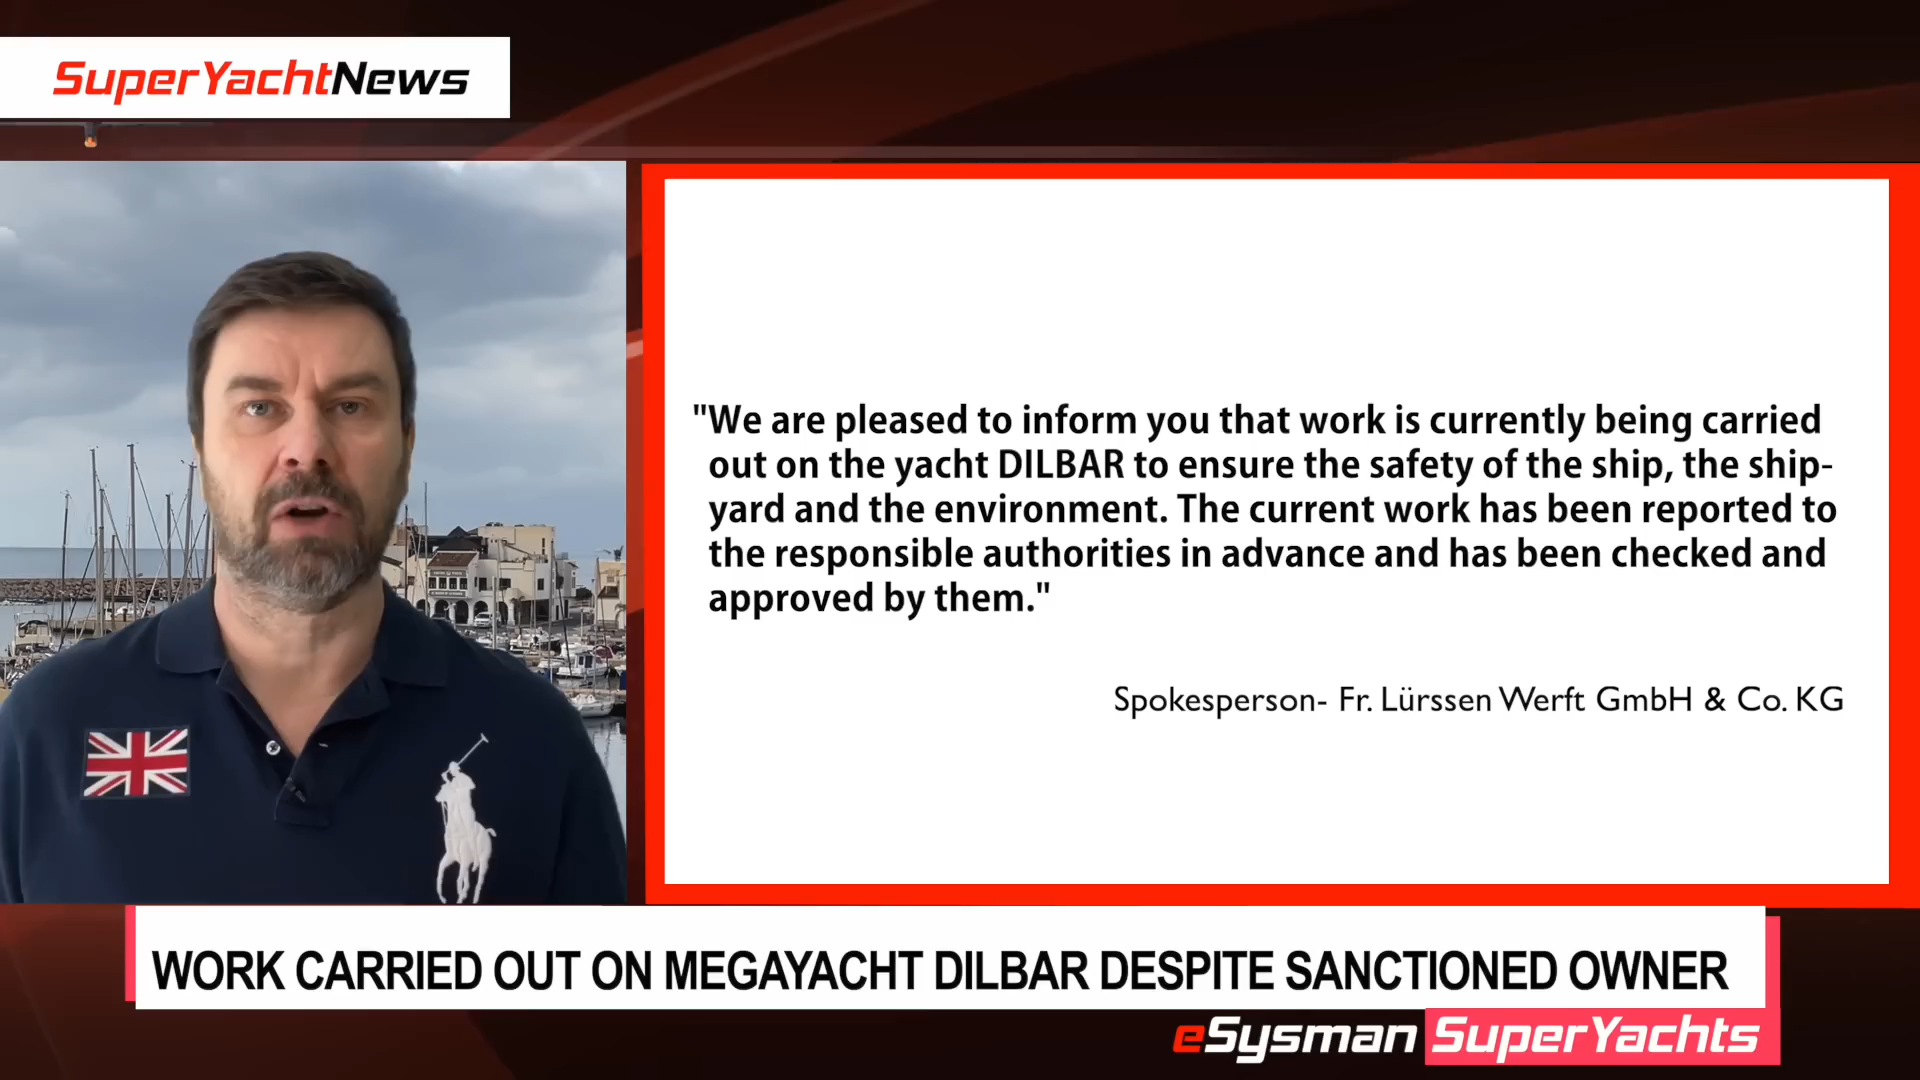 SuperYachtNews
"We are pleased to inform you that work is currently being carried
out on the yacht DILBAR to ensure the safety of the ship, the ship-
yard and the environment. The current work has been reported to
the responsible authorities in advance and has been checked and
approved by them."
Spokesperson- Fr. Lürssen Werft GmbH & Co. KG
WORK CARRIED OUT ON MEGAYACHT DILBAR DESPITE SANCTIONED OWNER
eSysman SuperYachts